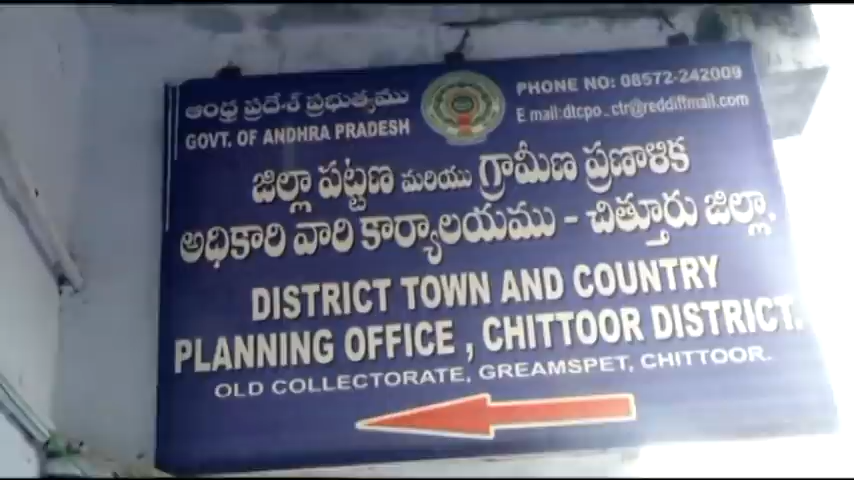 ఆంధ్ర ప్రదేశ్ ప్రభుత్వము
GOVT. OF ANDHRA PRADESH
PHONE NO: 08572-242009
E mail:dtcpo_ctr@rediffmail.com
జిల్లా పట్టణ మరియు గ్రామీణ ప్రణాళిక
అధికారి వారి కార్యాలయము - చిత్తూరు జిల్లా.
DISTRICT TOWN AND COUNTRY
PLANNING OFFICE , CHITTOOR DISTRICT.
OLD COLLECTORATE, GREAMSPET, CHITTOOR.